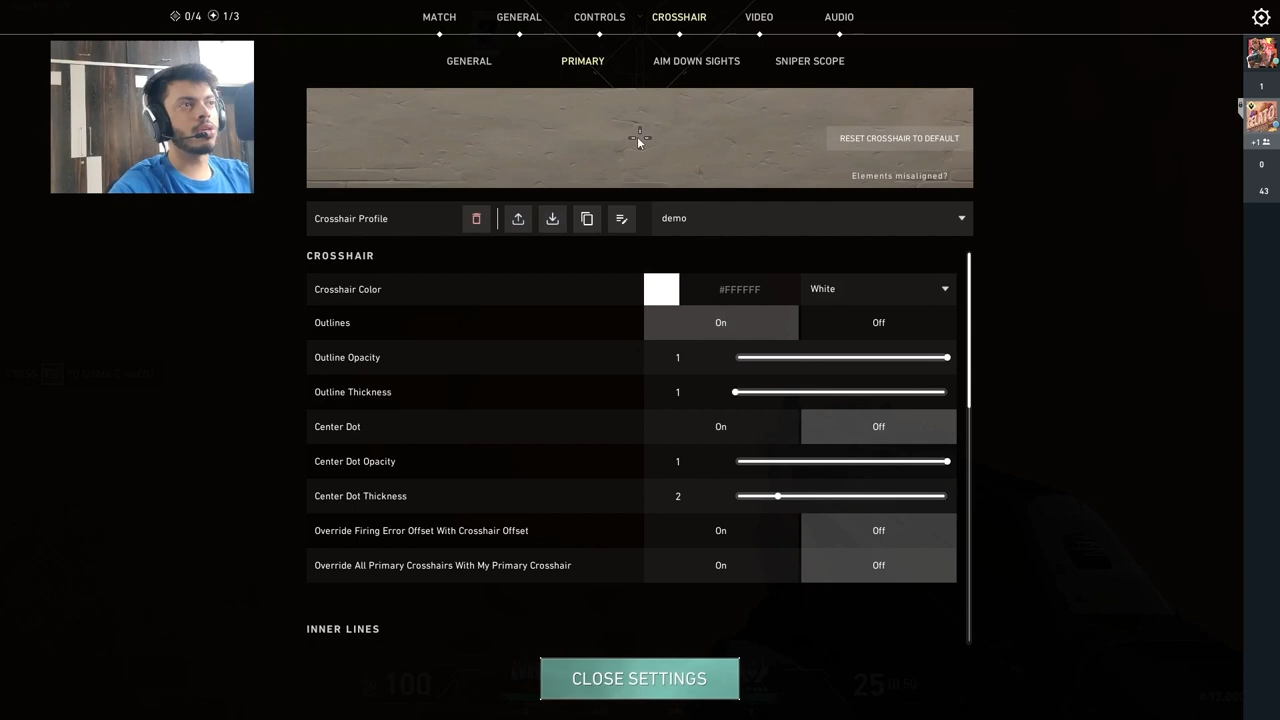 0/4 1/3
MATCH GENERAL CONTROLS CROSSHAIR VIDEO AUDIO
GENERAL PRIMARY AIM DOWN SIGHTS SNIPER SCOPE
RESET CROSSHAIR TO DEFAULT
Elements misaligned?
1
GELATO
+1
0
43
Crosshair Profile demo
CROSSHAIR
Crosshair Color #FFFFFF White
Outlines On Off
Outline Opacity 1
Outline Thickness 1
Center Dot On Off
Center Dot Opacity 1
Center Dot Thickness 2
Override Firing Error Offset With Crosshair Offset On Off
Override All Primary Crosshairs With My Primary Crosshair On Off
INNER LINES
CLOSE SETTINGS
100
25